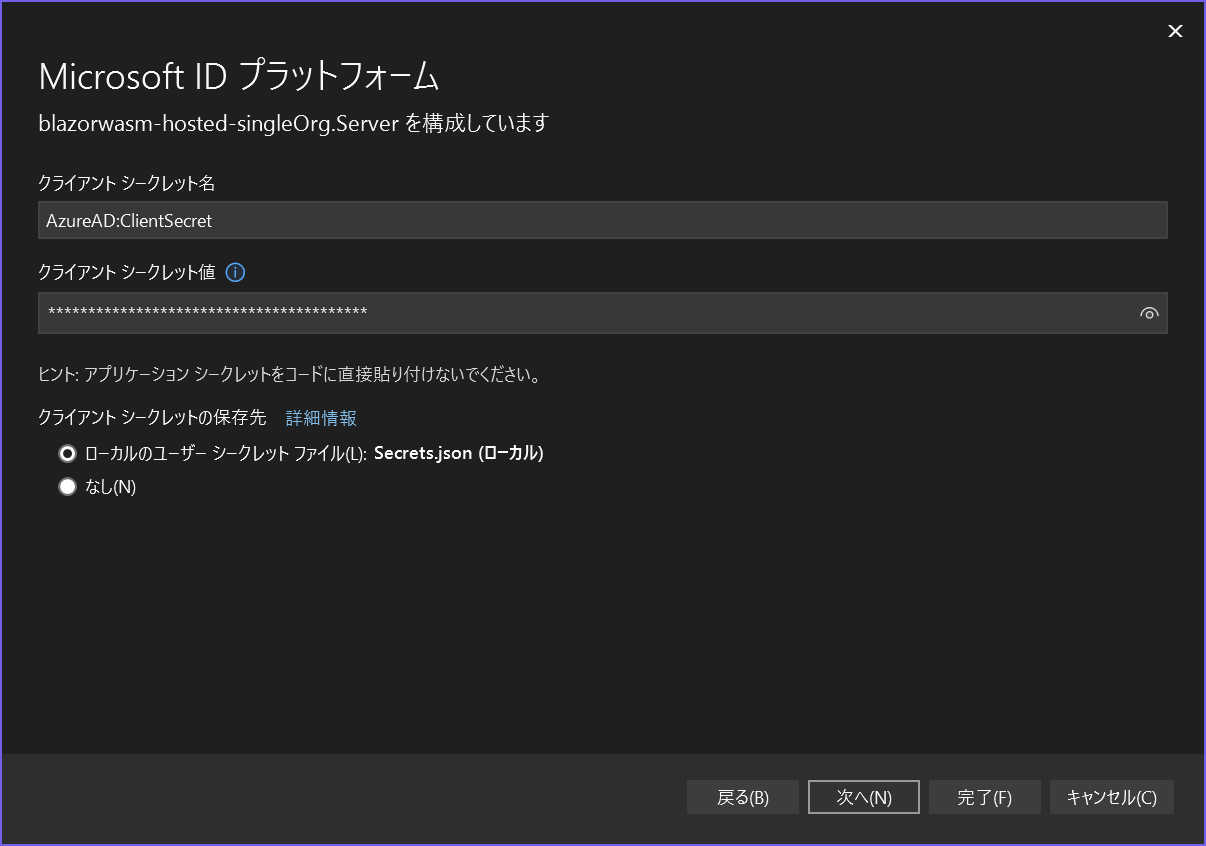 Microsoft ID プラットフォーム
blazorwasm-hosted-singleOrg.Server を構成しています
クライアント シークレット名
AzureAD:ClientSecret
クライアント シークレット値
****************************************
ヒント: アプリケーション シークレットをコードに直接貼り付けないでください。
クライアント シークレットの保存先 詳細情報
ローカルのユーザー シークレット ファイル(L): Secrets.json (ローカル)
なし(N)
戻る(B) 次へ(N) 完了(F) キャンセル(C)